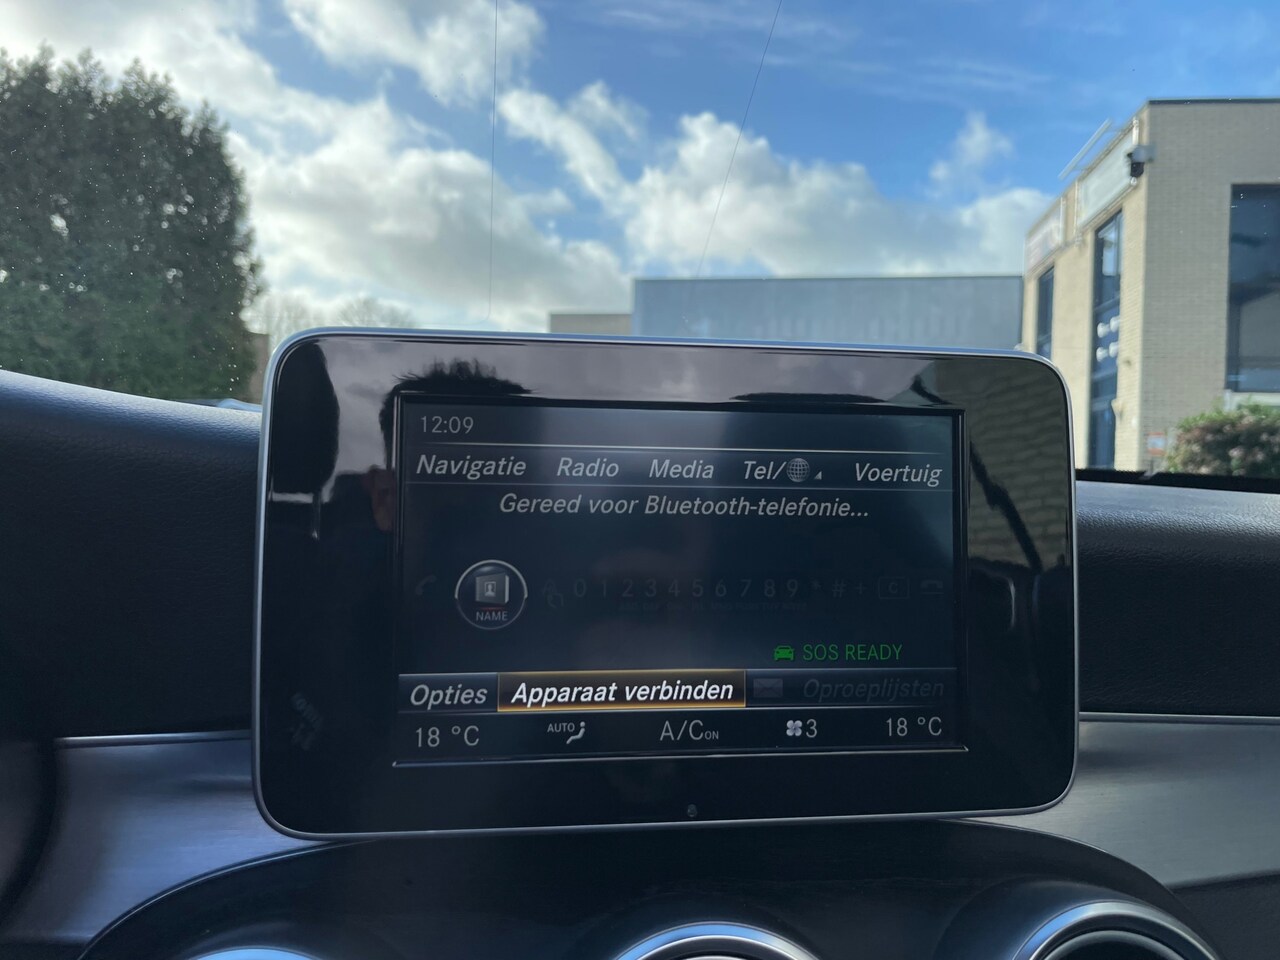 12:09
Navigatie Radio Media Tel/ Voertuig
Gereed voor Bluetooth-telefonie...
NAME 0 1 2 3 4 5 6 7 8 9 * # + C
SOS READY
Opties Apparaat verbinden Oproeplijsten
18 °C AUTO A/C ON 3 18 °C